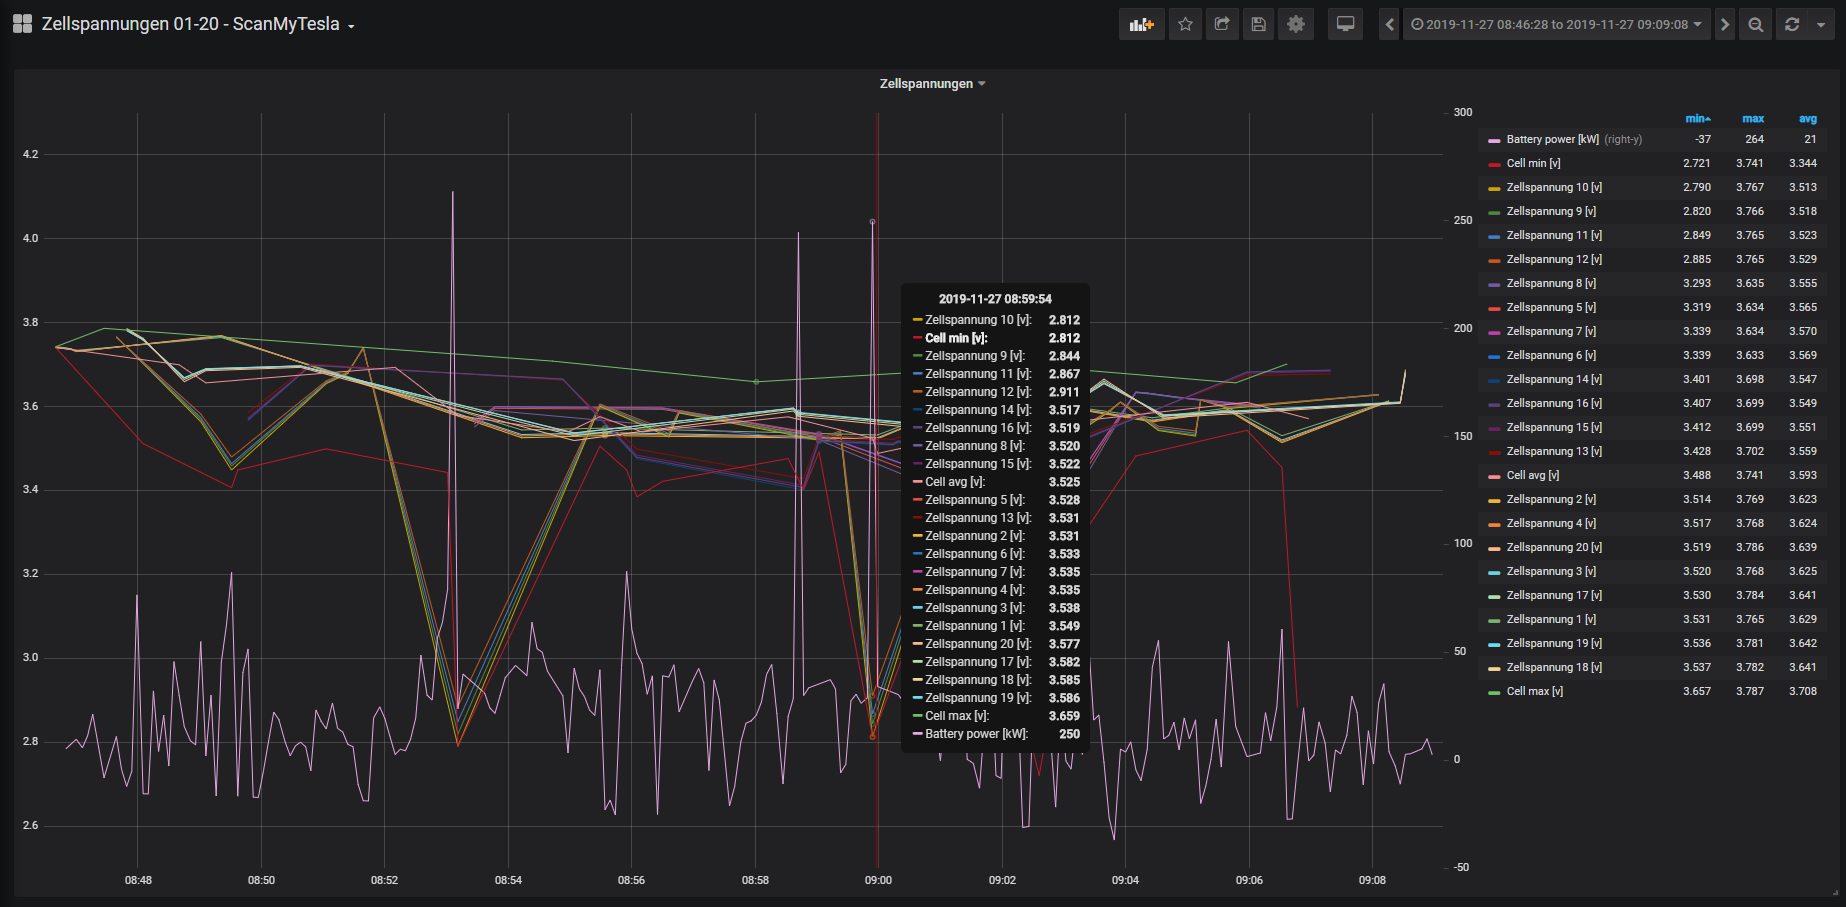 Zellspannungen 01-20 - ScanMyTesla
2019-11-27 08:46:28 to 2019-11-27 09:09:08
Zellspannungen
4.2
4.0
3.8
3.6
3.4
3.2
3.0
2.8
2.6
300
250
200
150
100
50
0
-50
08:48 08:50 08:52 08:54 08:56 08:58 09:00 09:02 09:04 09:06 09:08
2019-11-27 08:59:54
Zellspannung 10 [v]: 2.812
Cell min [v]: 2.812
Zellspannung 9 [v]: 2.844
Zellspannung 11 [v]: 2.867
Zellspannung 12 [v]: 2.911
Zellspannung 14 [v]: 3.517
Zellspannung 16 [v]: 3.519
Zellspannung 8 [v]: 3.520
Zellspannung 15 [v]: 3.522
Cell avg [v]: 3.525
Zellspannung 5 [v]: 3.528
Zellspannung 13 [v]: 3.531
Zellspannung 2 [v]: 3.531
Zellspannung 6 [v]: 3.533
Zellspannung 7 [v]: 3.535
Zellspannung 4 [v]: 3.535
Zellspannung 3 [v]: 3.538
Zellspannung 1 [v]: 3.549
Zellspannung 20 [v]: 3.577
Zellspannung 17 [v]: 3.582
Zellspannung 18 [v]: 3.585
Zellspannung 19 [v]: 3.586
Cell max [v]: 3.659
Battery power [kW]: 250
min max avg
Battery power [kW] (right-y) -37 264 21
Cell min [v] 2.721 3.741 3.344
Zellspannung 10 [v] 2.790 3.767 3.513
Zellspannung 9 [v] 2.820 3.766 3.518
Zellspannung 11 [v] 2.849 3.765 3.523
Zellspannung 12 [v] 2.885 3.765 3.529
Zellspannung 8 [v] 3.293 3.635 3.555
Zellspannung 5 [v] 3.319 3.634 3.565
Zellspannung 7 [v] 3.339 3.634 3.570
Zellspannung 6 [v] 3.339 3.633 3.569
Zellspannung 14 [v] 3.401 3.698 3.547
Zellspannung 16 [v] 3.407 3.699 3.549
Zellspannung 15 [v] 3.412 3.699 3.551
Zellspannung 13 [v] 3.428 3.702 3.559
Cell avg [v] 3.488 3.741 3.593
Zellspannung 2 [v] 3.514 3.769 3.623
Zellspannung 4 [v] 3.517 3.768 3.624
Zellspannung 20 [v] 3.519 3.786 3.639
Zellspannung 3 [v] 3.520 3.768 3.625
Zellspannung 17 [v] 3.530 3.784 3.641
Zellspannung 1 [v] 3.531 3.765 3.629
Zellspannung 19 [v] 3.536 3.781 3.642
Zellspannung 18 [v] 3.537 3.782 3.641
Cell max [v] 3.657 3.787 3.708